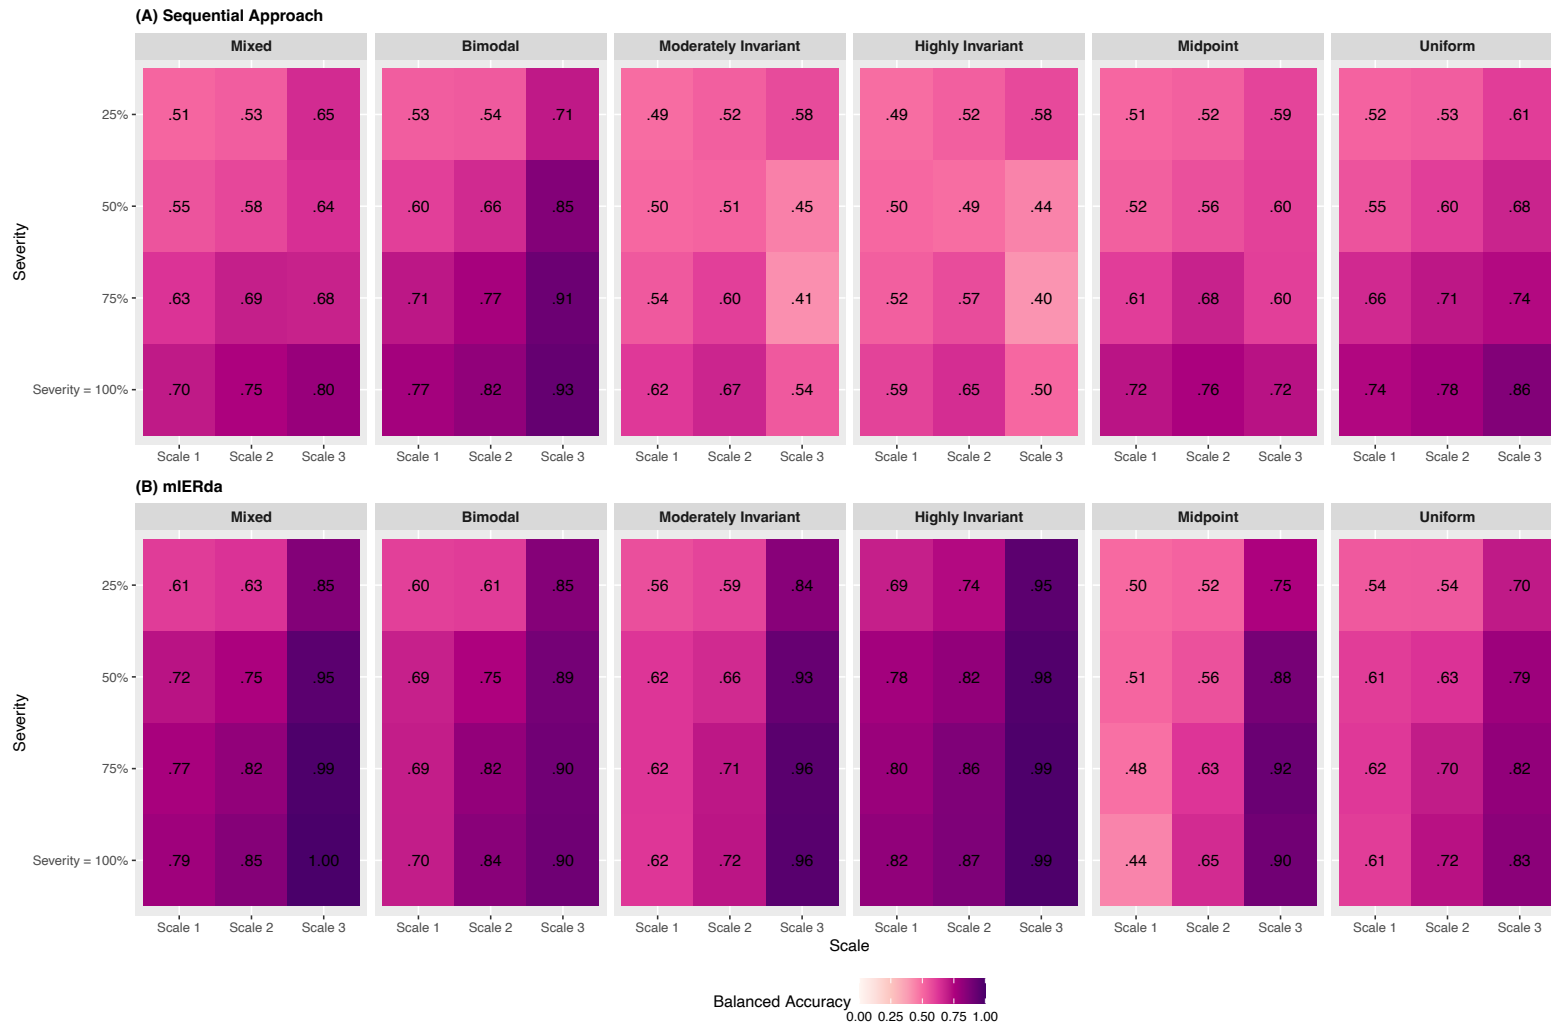 (A) Sequential Approach
Mixed Bimodal Moderately Invariant Highly Invariant Midpoint Uniform
25% .51 .53 .65 .53 .54 .71 .49 .52 .58 .49 .52 .58 .51 .52 .59 .52 .53 .61
50% .55 .58 .64 .60 .66 .85 .50 .51 .45 .50 .49 .44 .52 .56 .60 .55 .60 .68
Severity
75% .63 .69 .68 .71 .77 .91 .54 .60 .41 .52 .57 .40 .61 .68 .60 .66 .71 .74
Severity = 100% .70 .75 .80 .77 .82 .93 .62 .67 .54 .59 .65 .50 .72 .76 .72 .74 .78 .86
Scale 1 Scale 2 Scale 3 Scale 1 Scale 2 Scale 3 Scale 1 Scale 2 Scale 3 Scale 1 Scale 2 Scale 3 Scale 1 Scale 2 Scale 3 Scale 1 Scale 2 Scale 3
(B) mIERda
Mixed Bimodal Moderately Invariant Highly Invariant Midpoint Uniform
25% .61 .63 .85 .60 .61 .85 .56 .59 .84 .69 .74 .95 .50 .52 .75 .54 .54 .70
50% .72 .75 .95 .69 .75 .89 .62 .66 .93 .78 .82 .98 .51 .56 .88 .61 .63 .79
Severity
75% .77 .82 .99 .69 .82 .90 .62 .71 .96 .80 .86 .99 .48 .63 .92 .62 .70 .82
Severity = 100% .79 .85 1.00 .70 .84 .90 .62 .72 .96 .82 .87 .99 .44 .65 .90 .61 .72 .83
Scale 1 Scale 2 Scale 3 Scale 1 Scale 2 Scale 3 Scale 1 Scale 2 Scale 3 Scale 1 Scale 2 Scale 3 Scale 1 Scale 2 Scale 3 Scale 1 Scale 2 Scale 3
Scale
Balanced Accuracy
0.00 0.25 0.50 0.75 1.00